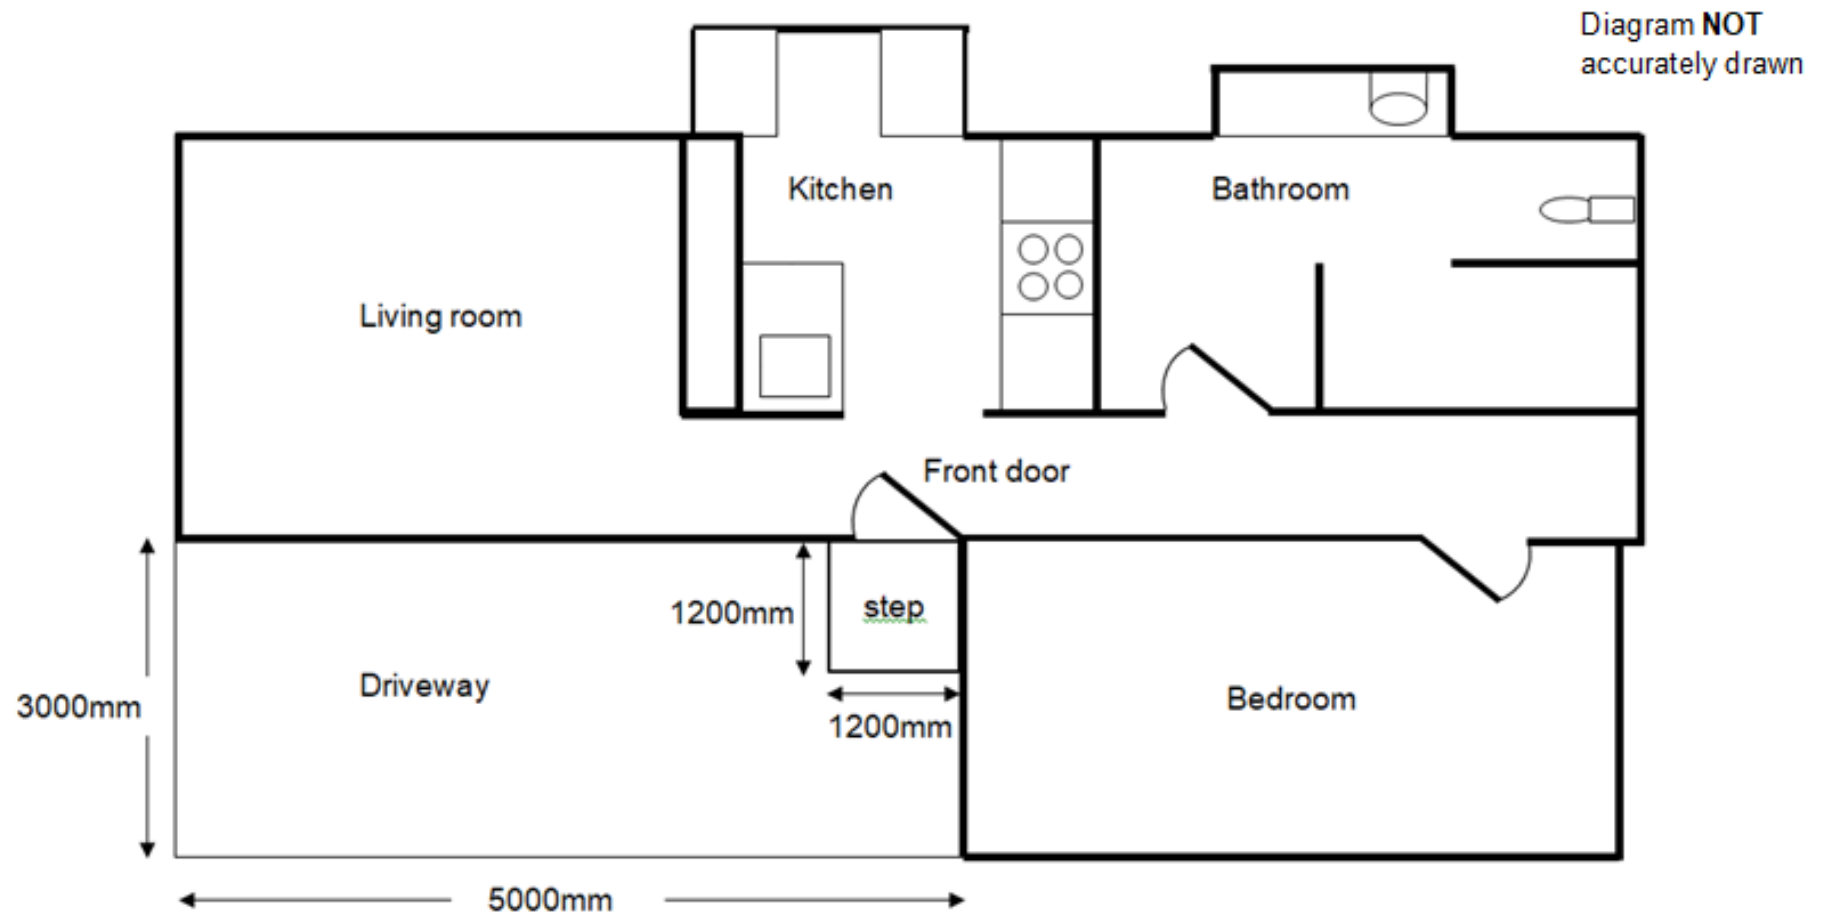 Diagram NOT
accurately drawn
Kitchen
Bathroom
Living room
Front door
1200mm
step
Driveway
3000mm
1200mm
Bedroom
5000mm